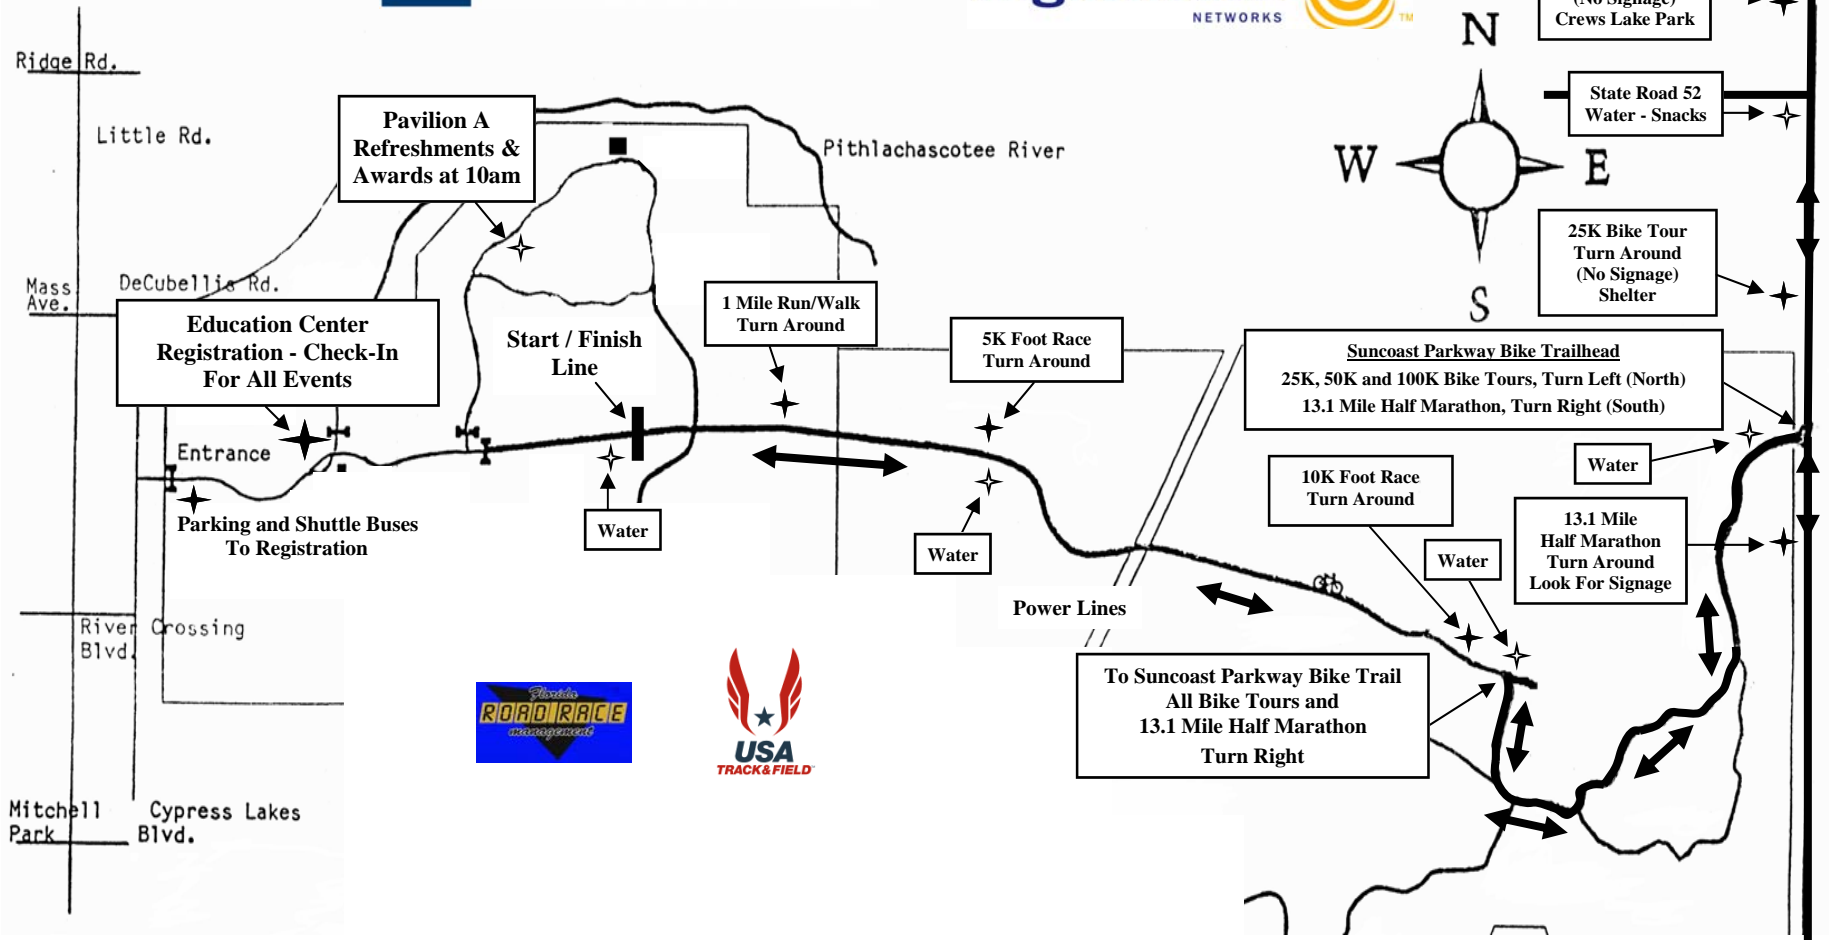 NETWORKS
TM
(No Signage)
Crews Lake Park
N
Ridge Rd.
State Road 52
Water - Snacks
Little Rd.
Pavilion A
Refreshments &
Awards at 10am
Pithlachascotee River
W
E
25K Bike Tour
Turn Around
(No Signage)
Shelter
S
Mass
Ave.
DeCubellis Rd.
Education Center
Registration - Check-In
For All Events
1 Mile Run/Walk
Turn Around
Start / Finish
Line
5K Foot Race
Turn Around
Suncoast Parkway Bike Trailhead
25K, 50K and 100K Bike Tours, Turn Left (North)
13.1 Mile Half Marathon, Turn Right (South)
Entrance
Water
10K Foot Race
Turn Around
Parking and Shuttle Buses
To Registration
Water
Water
Water
13.1 Mile
Half Marathon
Turn Around
Look For Signage
Power Lines
River Crossing
Blvd.
To Suncoast Parkway Bike Trail
All Bike Tours and
13.1 Mile Half Marathon
Turn Right
Florida
ROAD RACE
management
USA
TRACK&FIELD
Mitchell
Park
Cypress Lakes
Blvd.